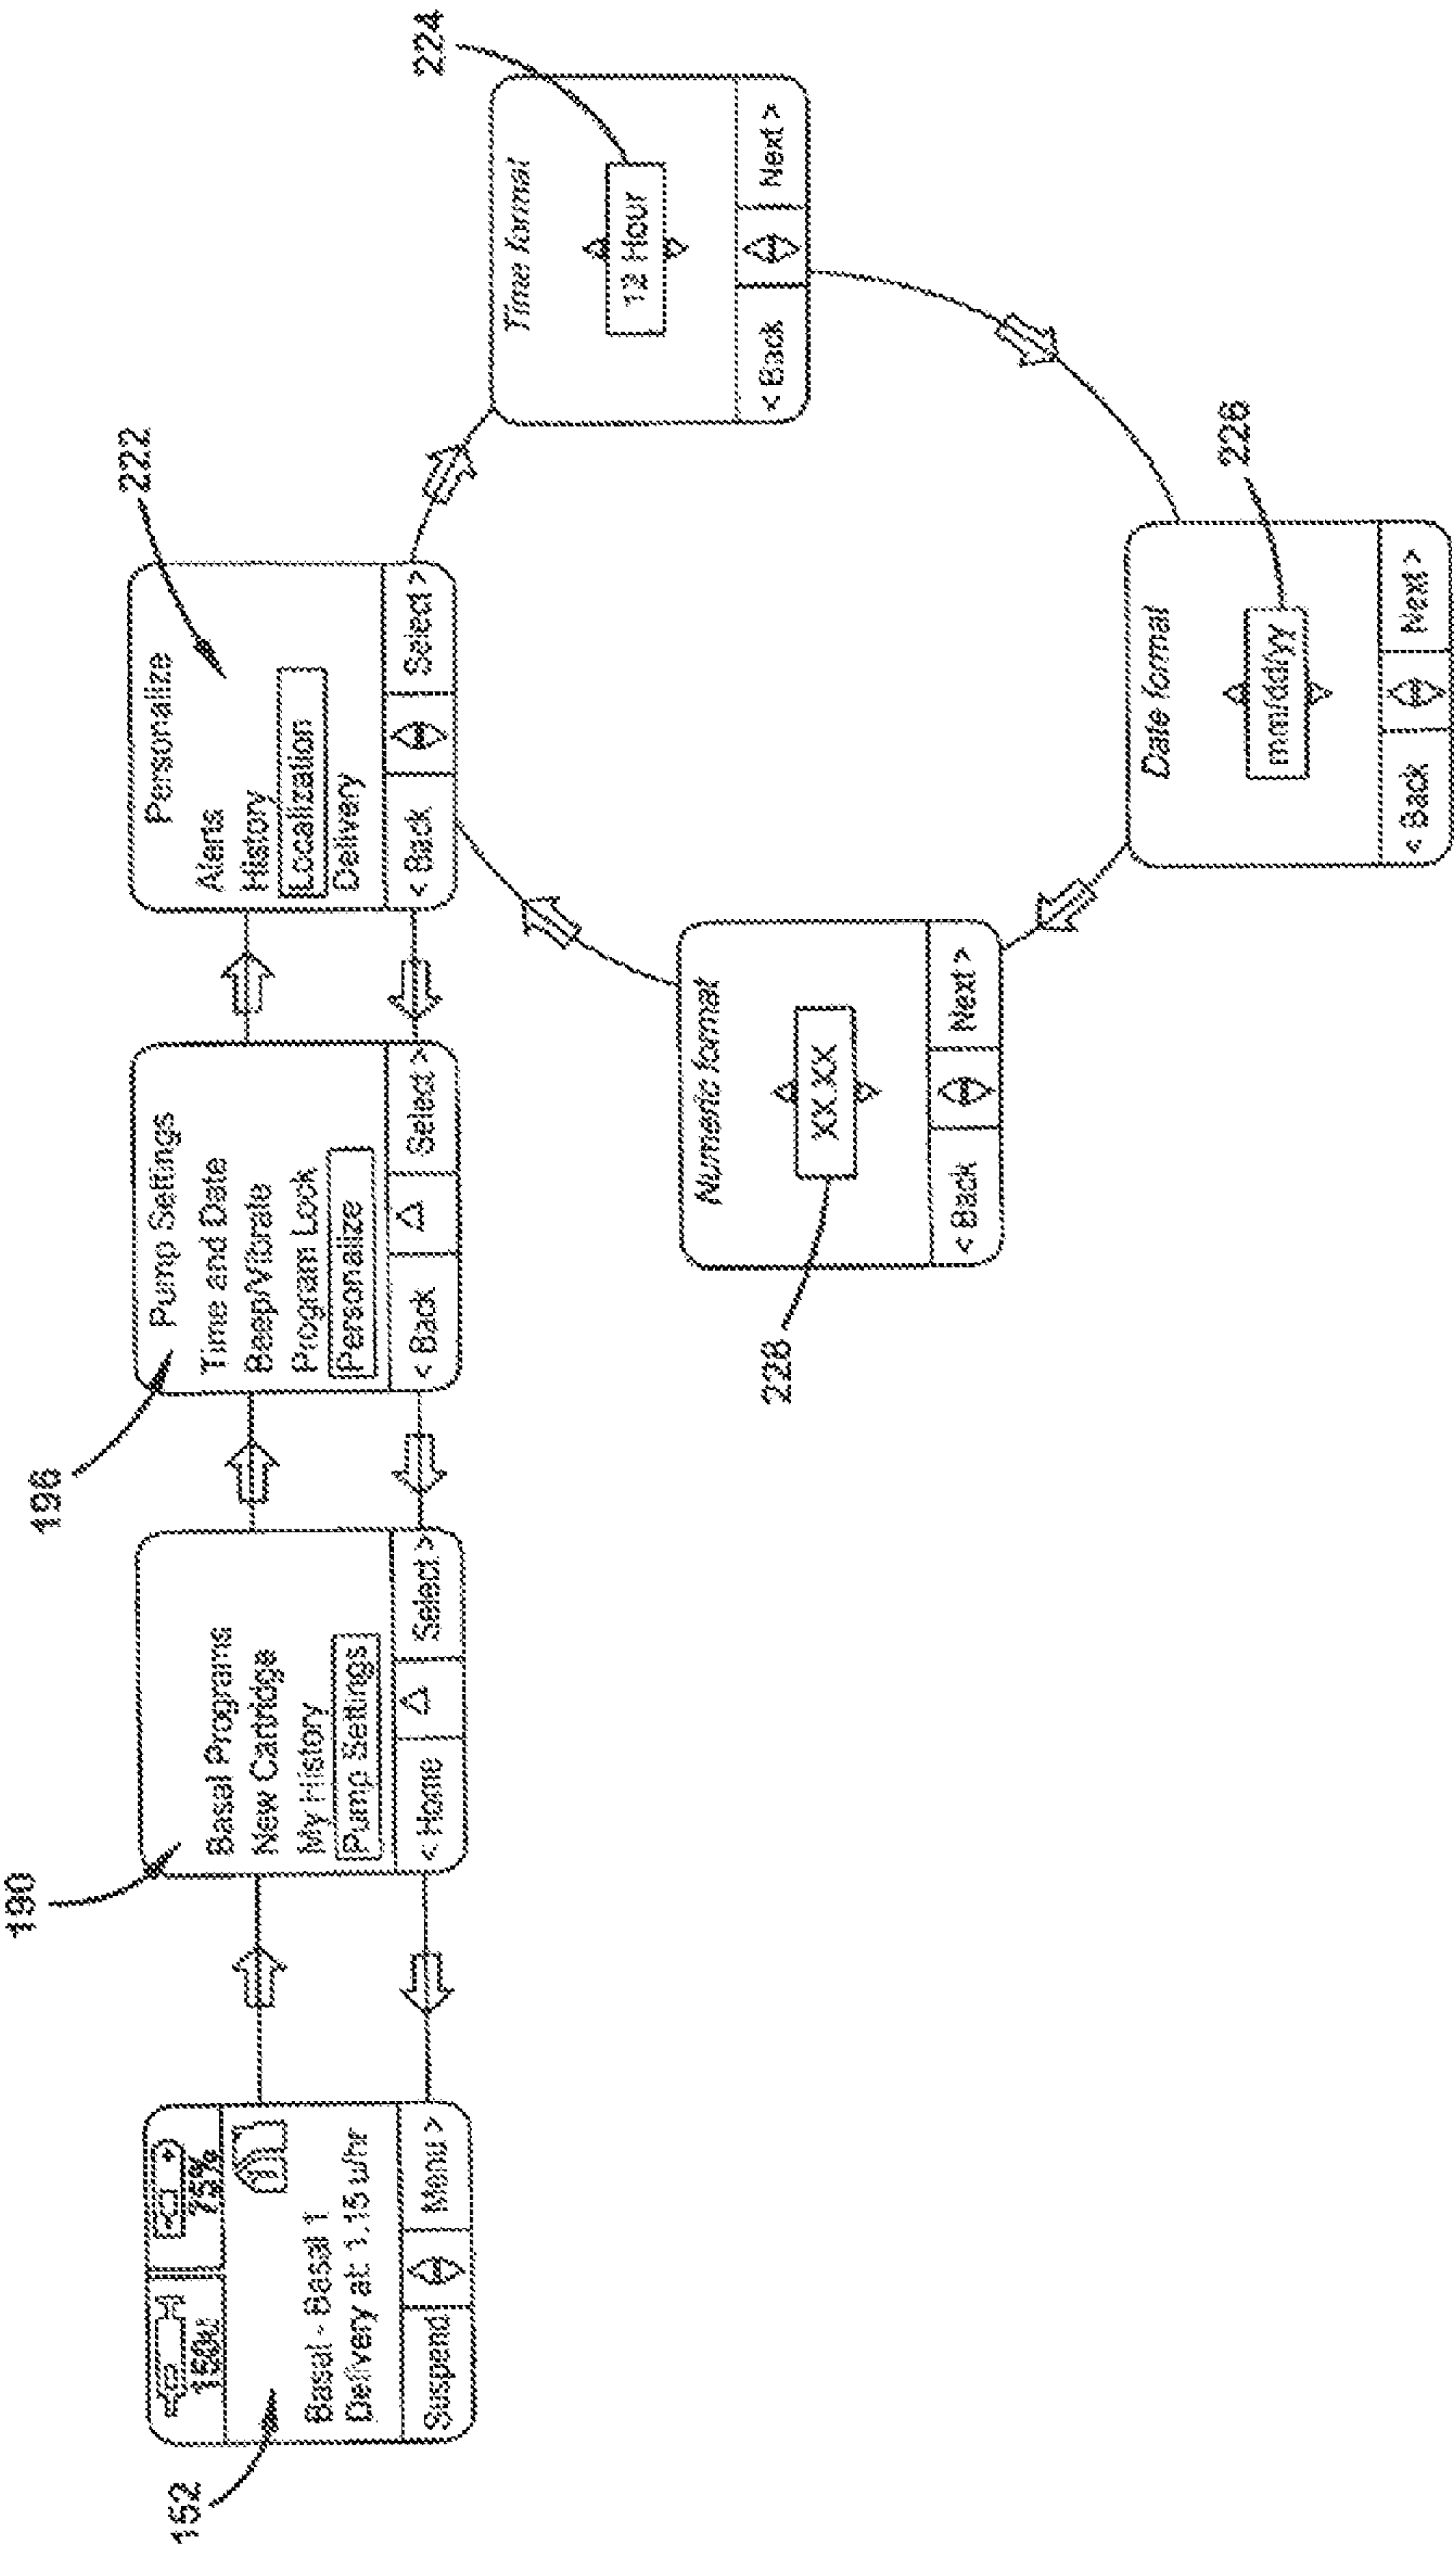 152
150u
75%
Basal - Basal 1
Delivery at: 1.15 u/hr
Suspend
Menu >
190
Basal Programs
New Cartridge
My History
Pump Settings
< Home
Select >
196
Pump Settings
Time and Date
Beep/Vibrate
Program Lock
Personalize
< Back
Select >
222
Personalize
Alerts
History
Localization
Delivery
< Back
Select >
224
Time format
12 Hour
< Back
Next >
226
Date format
mm/dd/yy
< Back
Next >
228
Numeric format
XX.XX
< Back
Next >